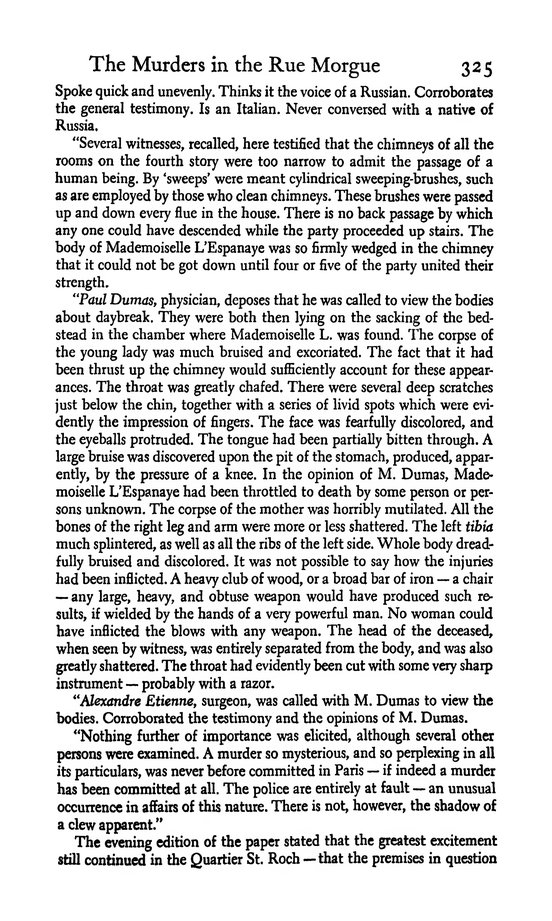 The Murders in the Rue Morgue 325
Spoke quick and unevenly. Thinks it the voice of a Russian. Corroborates
the general testimony. Is an Italian. Never conversed with a native of
Russia.
“Several witnesses, recalled, here testified that the chimneys of all the
rooms on the fourth story were too narrow to admit the passage of a
human being. By ‘sweeps’ were meant cylindrical sweeping-brushes, such
as are employed by those who clean chimneys. These brushes were passed
up and down every flue in the house. There is no back passage by which
any one could have descended while the party proceeded up stairs. The
body of Mademoiselle L’Espanaye was so firmly wedged in the chimney
that it could not be got down until four or five of the party united their
strength.
“Paul Dumas, physician, deposes that he was called to view the bodies
about daybreak. They were both then lying on the sacking of the bed-
stead in the chamber where Mademoiselle L. was found. The corpse of
the young lady was much bruised and excoriated. The fact that it had
been thrust up the chimney would sufficiently account for these appear-
ances. The throat was greatly chafed. There were several deep scratches
just below the chin, together with a series of livid spots which were evi-
dently the impression of fingers. The face was fearfully discolored, and
the eyeballs protruded. The tongue had been partially bitten through. A
large bruise was discovered upon the pit of the stomach, produced, appar-
ently, by the pressure of a knee. In the opinion of M. Dumas, Made-
moiselle L’Espanaye had been throttled to death by some person or per-
sons unknown. The corpse of the mother was horribly mutilated. All the
bones of the right leg and arm were more or less shattered. The left tibia
much splintered, as well as all the ribs of the left side. Whole body dread-
fully bruised and discolored. It was not possible to say how the injuries
had been inflicted. A heavy club of wood, or a broad bar of iron — a chair
— any large, heavy, and obtuse weapon would have produced such re-
sults, if wielded by the hands of a very powerful man. No woman could
have inflicted the blows with any weapon. The head of the deceased,
when seen by witness, was entirely separated from the body, and was also
greatly shattered. The throat had evidently been cut with some very sharp
instrument — probably with a razor.
“Alexandre Etienne, surgeon, was called with M. Dumas to view the
bodies. Corroborated the testimony and the opinions of M. Dumas.
“Nothing further of importance was elicited, although several other
persons were examined. A murder so mysterious, and so perplexing in all
its particulars, was never before committed in Paris — if indeed a murder
has been committed at all. The police are entirely at fault — an unusual
occurrence in affairs of this nature. There is not, however, the shadow of
a clew apparent.”
The evening edition of the paper stated that the greatest excitement
still continued in the Quartier St. Roch — that the premises in question